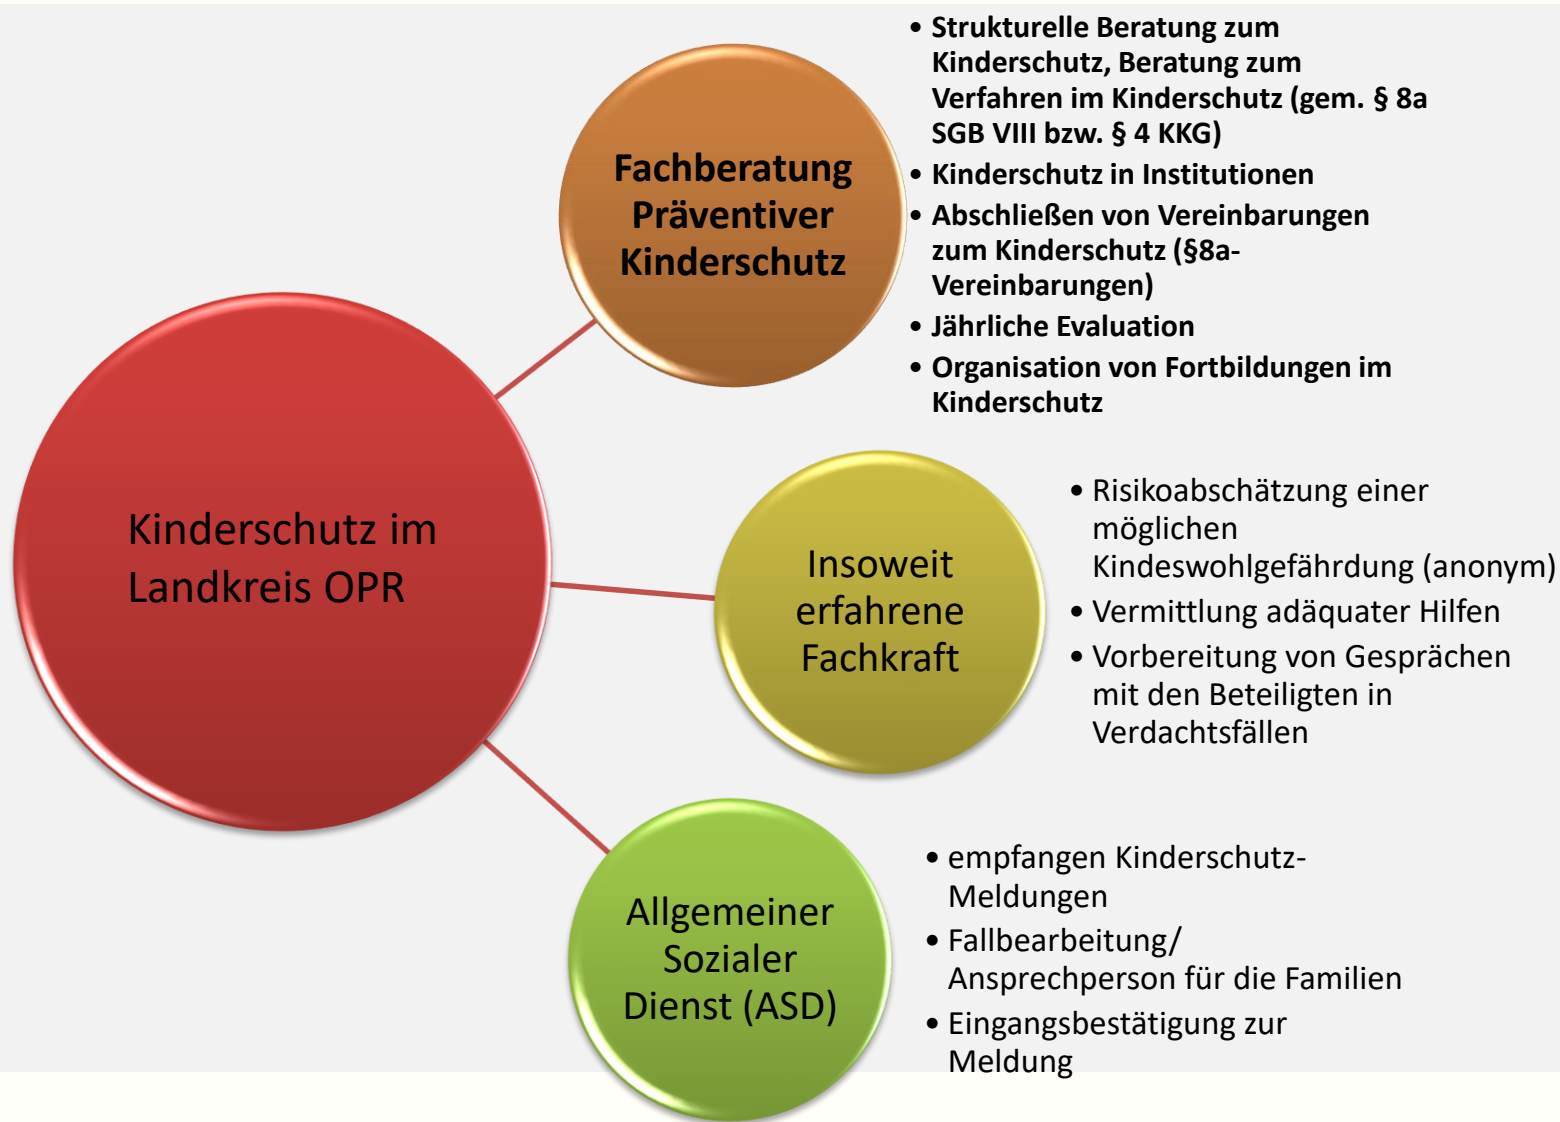 Kinderschutz im
Landkreis OPR
Fachberatung
Präventiver
Kinderschutz
• Strukturelle Beratung zum
Kinderschutz, Beratung zum
Verfahren im Kinderschutz (gem. § 8a
SGB VIII bzw. § 4 KKG)
• Kinderschutz in Institutionen
• Abschließen von Vereinbarungen
zum Kinderschutz (§8a-
Vereinbarungen)
• Jährliche Evaluation
• Organisation von Fortbildungen im
Kinderschutz
Insoweit
erfahrene
Fachkraft
• Risikoabschätzung einer
möglichen
Kindeswohlgefährdung (anonym)
• Vermittlung adäquater Hilfen
• Vorbereitung von Gesprächen
mit den Beteiligten in
Verdachtsfällen
Allgemeiner
Sozialer
Dienst (ASD)
• empfangen Kinderschutz-
Meldungen
• Fallbearbeitung/
Ansprechperson für die Familien
• Eingangsbestätigung zur
Meldung